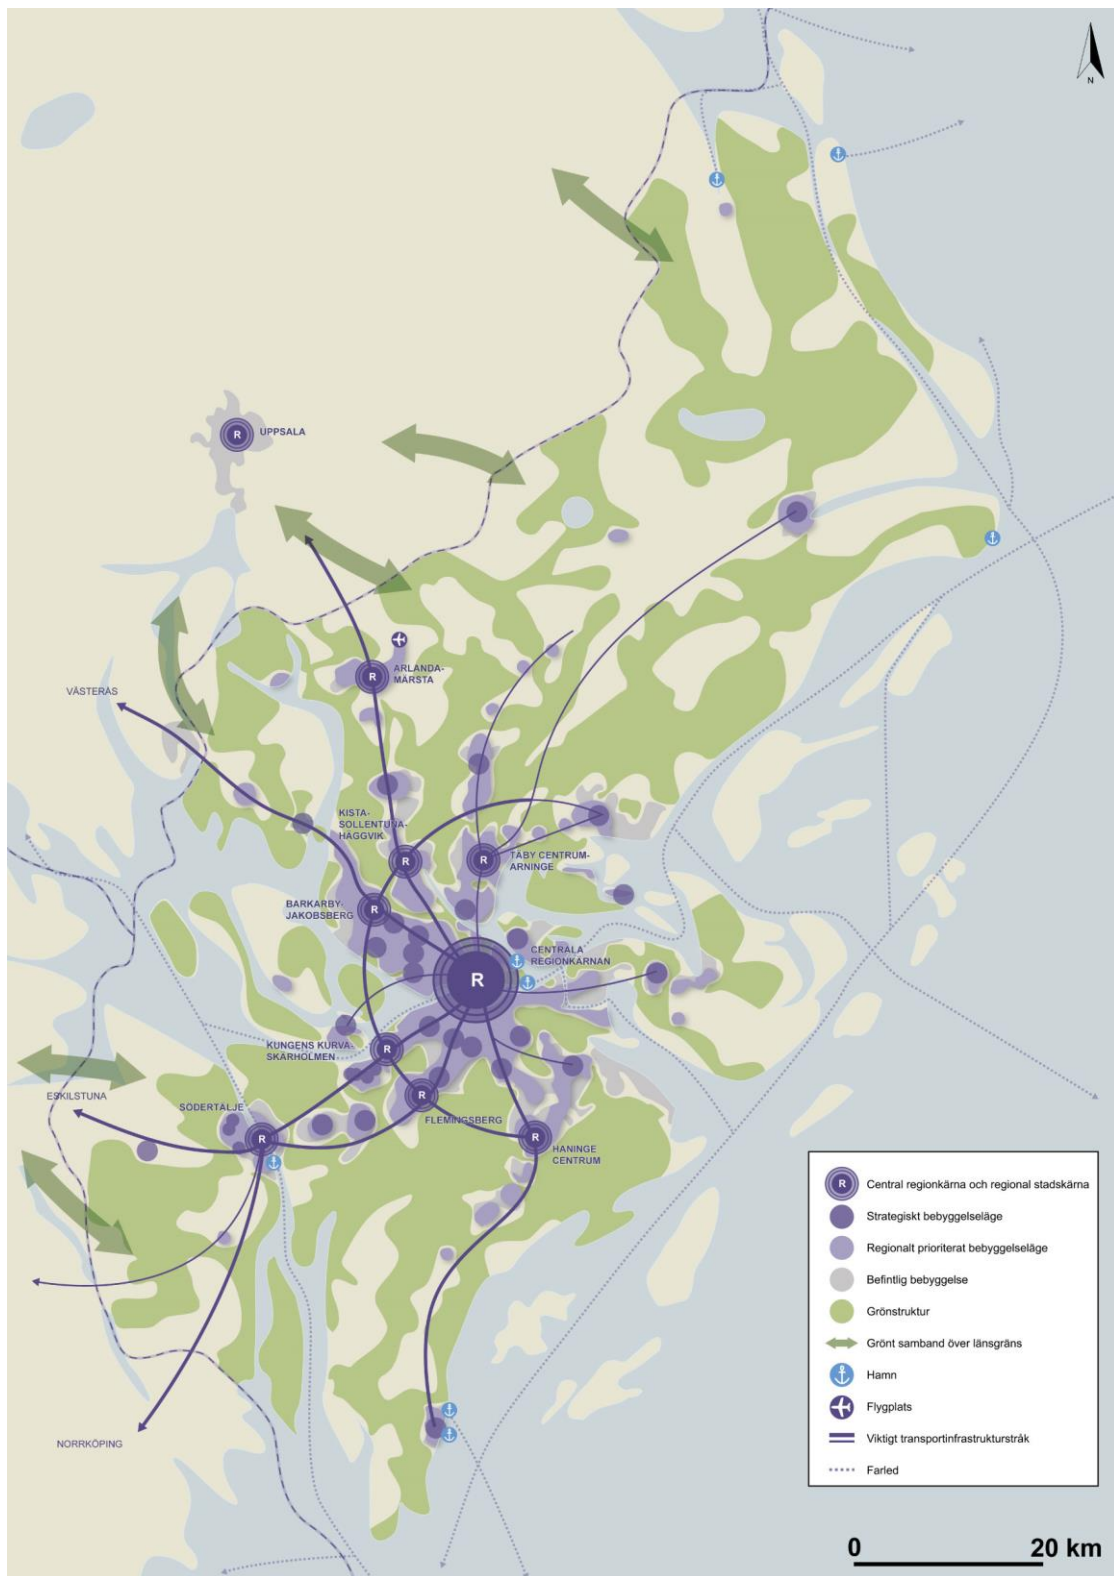 N
R
UPPSALA
R
ARLANDA-
MÄRSTA
VÄSTERÅS
KISTA-
SOLLENTUNA-
HÄGGVIK
R
R
TÄBY CENTRUM-
ARNINGE
BARKARBY-
JAKOBSBERG
R
CENTRALA
REGIONKÄRNAN
R
KUNGENS KURVA-
SKÄRHOLMEN
R
ESKILSTUNA
SÖDERTÄLJE
R
R
FLEMINGSBERG
R
HANINGE
CENTRUM
NORRKÖPING
R
Central regionkärna och regional stadskärna
Strategiskt bebyggelseläge
Regionalt prioriterat bebyggelseläge
Befintlig bebyggelse
Grönstruktur
Grönt samband över länsgräns
Hamn
Flygplats
Viktigt transportinfrastrukturstråk
Farled
0 20 km